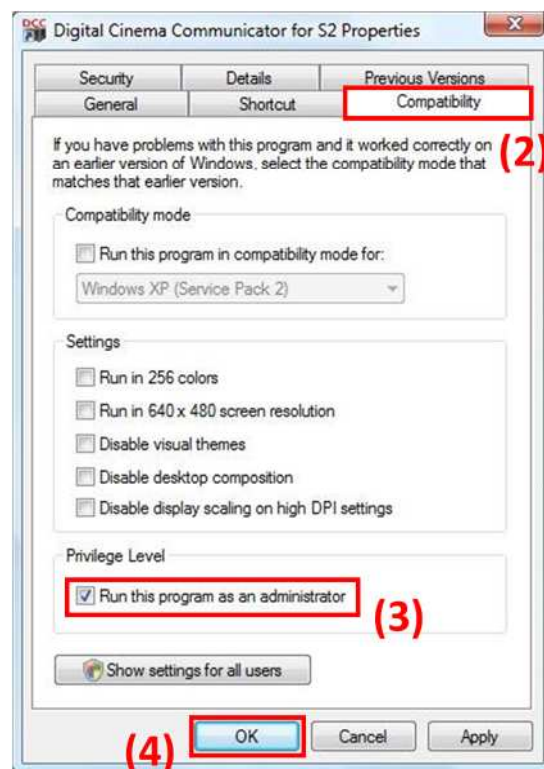 DCC Digital Cinema Communicator for S2 Properties
Security Details Previous Versions
General Shortcut Compatibility
(2)
If you have problems with this program and it worked correctly on
an earlier version of Windows, select the compatibility mode that
matches that earlier version.
Compatibility mode
Run this program in compatibility mode for:
Windows XP (Service Pack 2)
Settings
Run in 256 colors
Run in 640 x 480 screen resolution
Disable visual themes
Disable desktop composition
Disable display scaling on high DPI settings
Privilege Level
Run this program as an administrator
(3)
Show settings for all users
(4) OK Cancel Apply